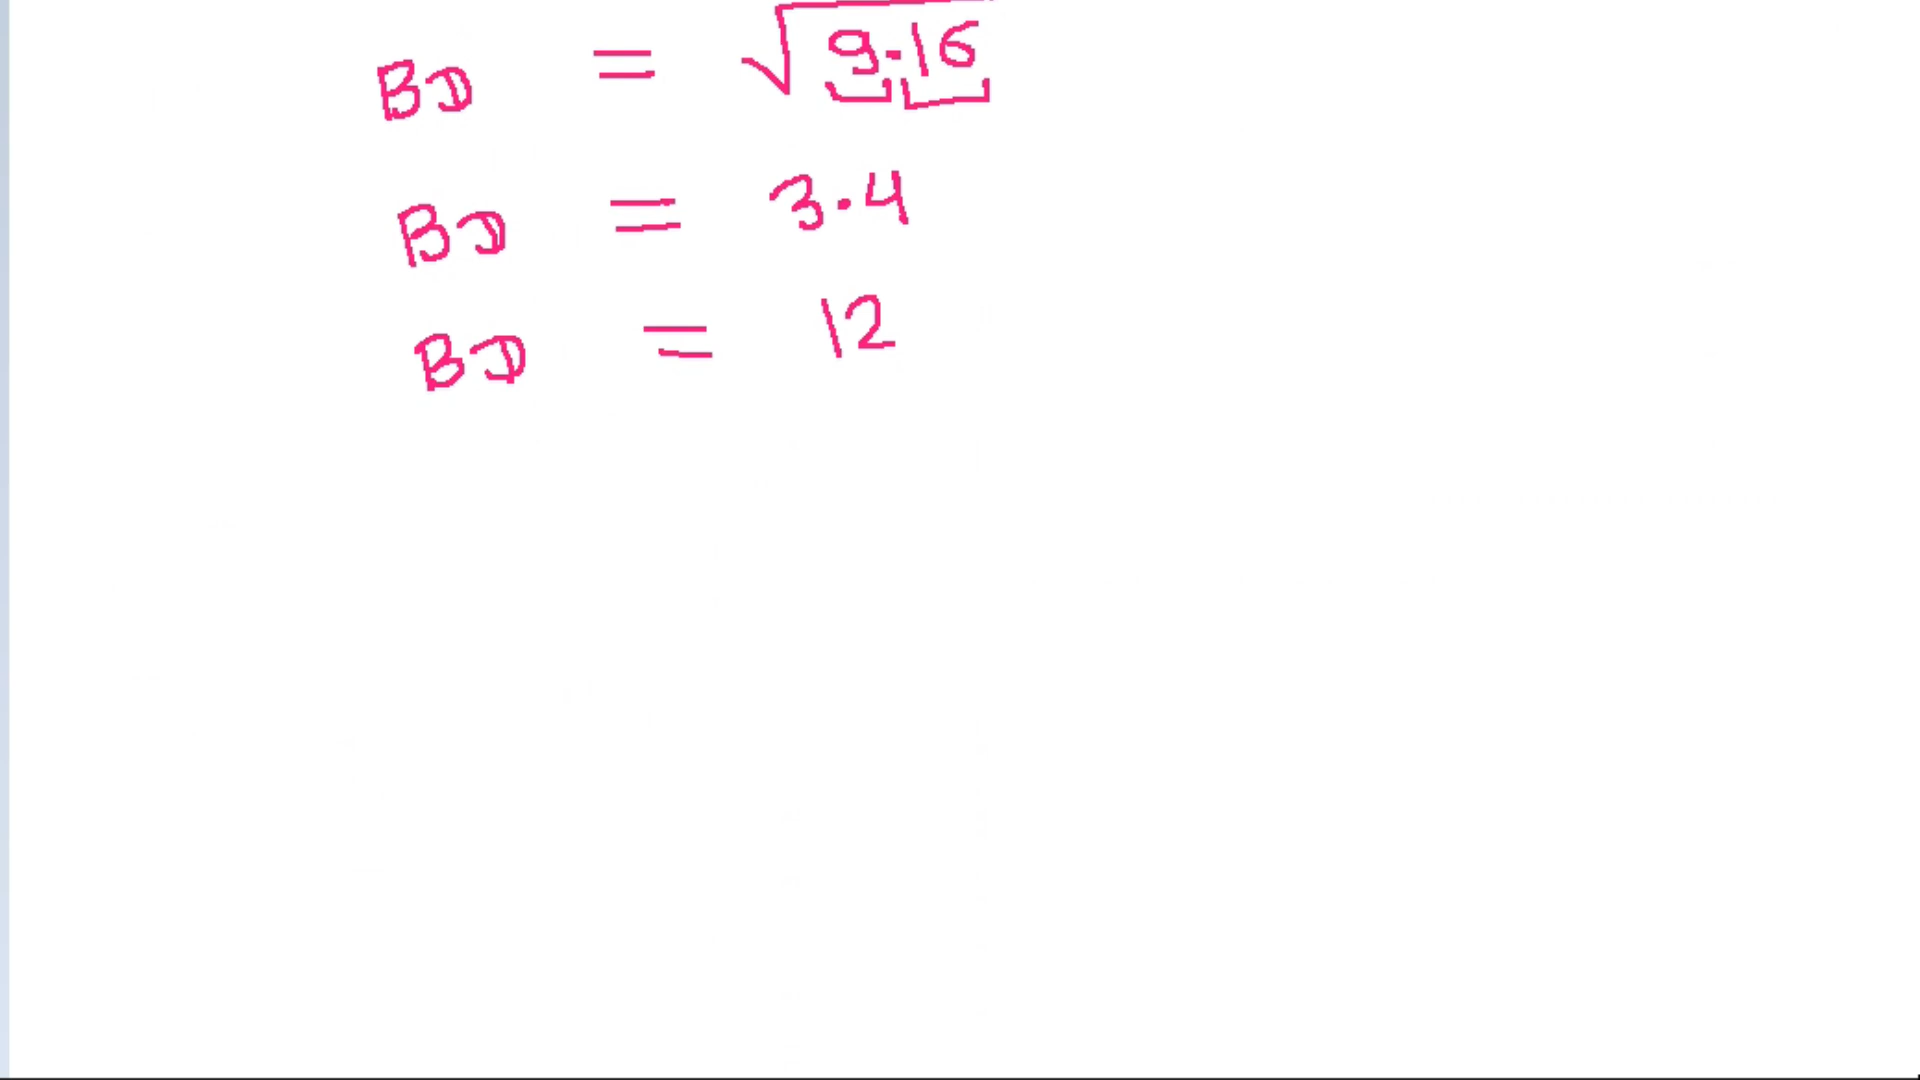 BD = √9·16
BD = 3·4
BD = 12